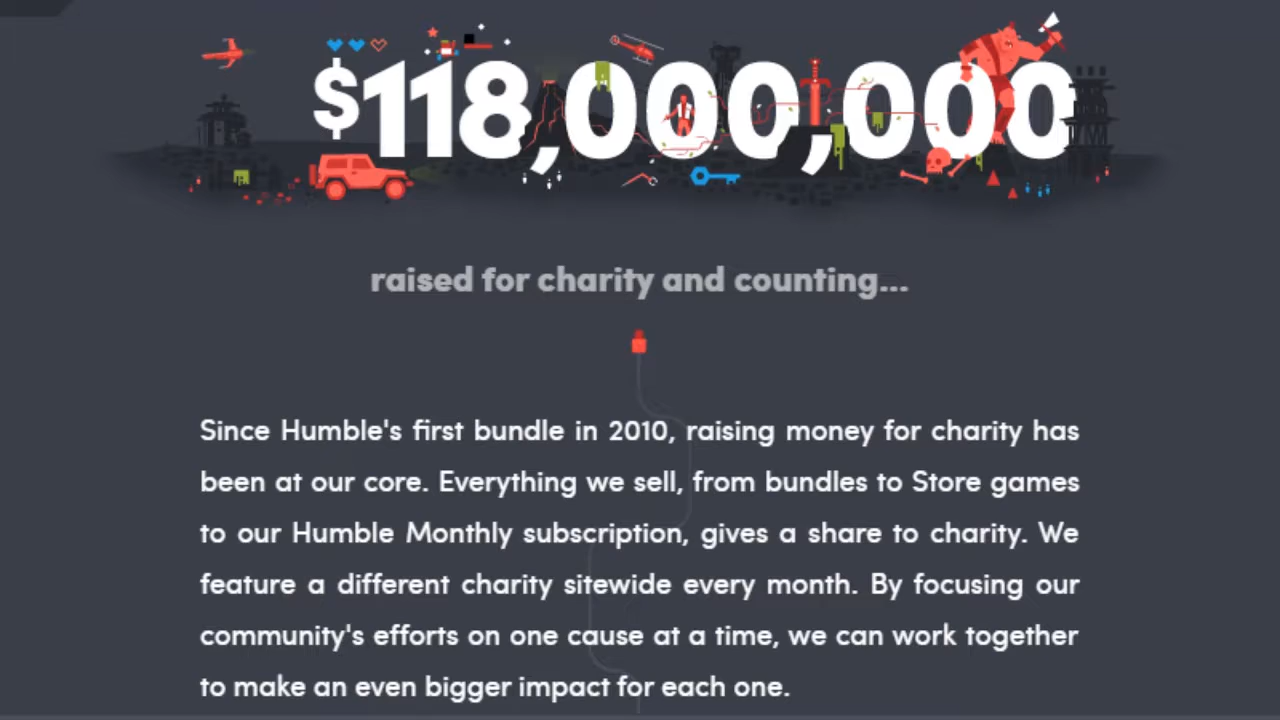 $118,000,000
raised for charity and counting...
Since Humble's first bundle in 2010, raising money for charity has
been at our core. Everything we sell, from bundles to Store games
to our Humble Monthly subscription, gives a share to charity. We
feature a different charity sitewide every month. By focusing our
community's efforts on one cause at a time, we can work together
to make an even bigger impact for each one.